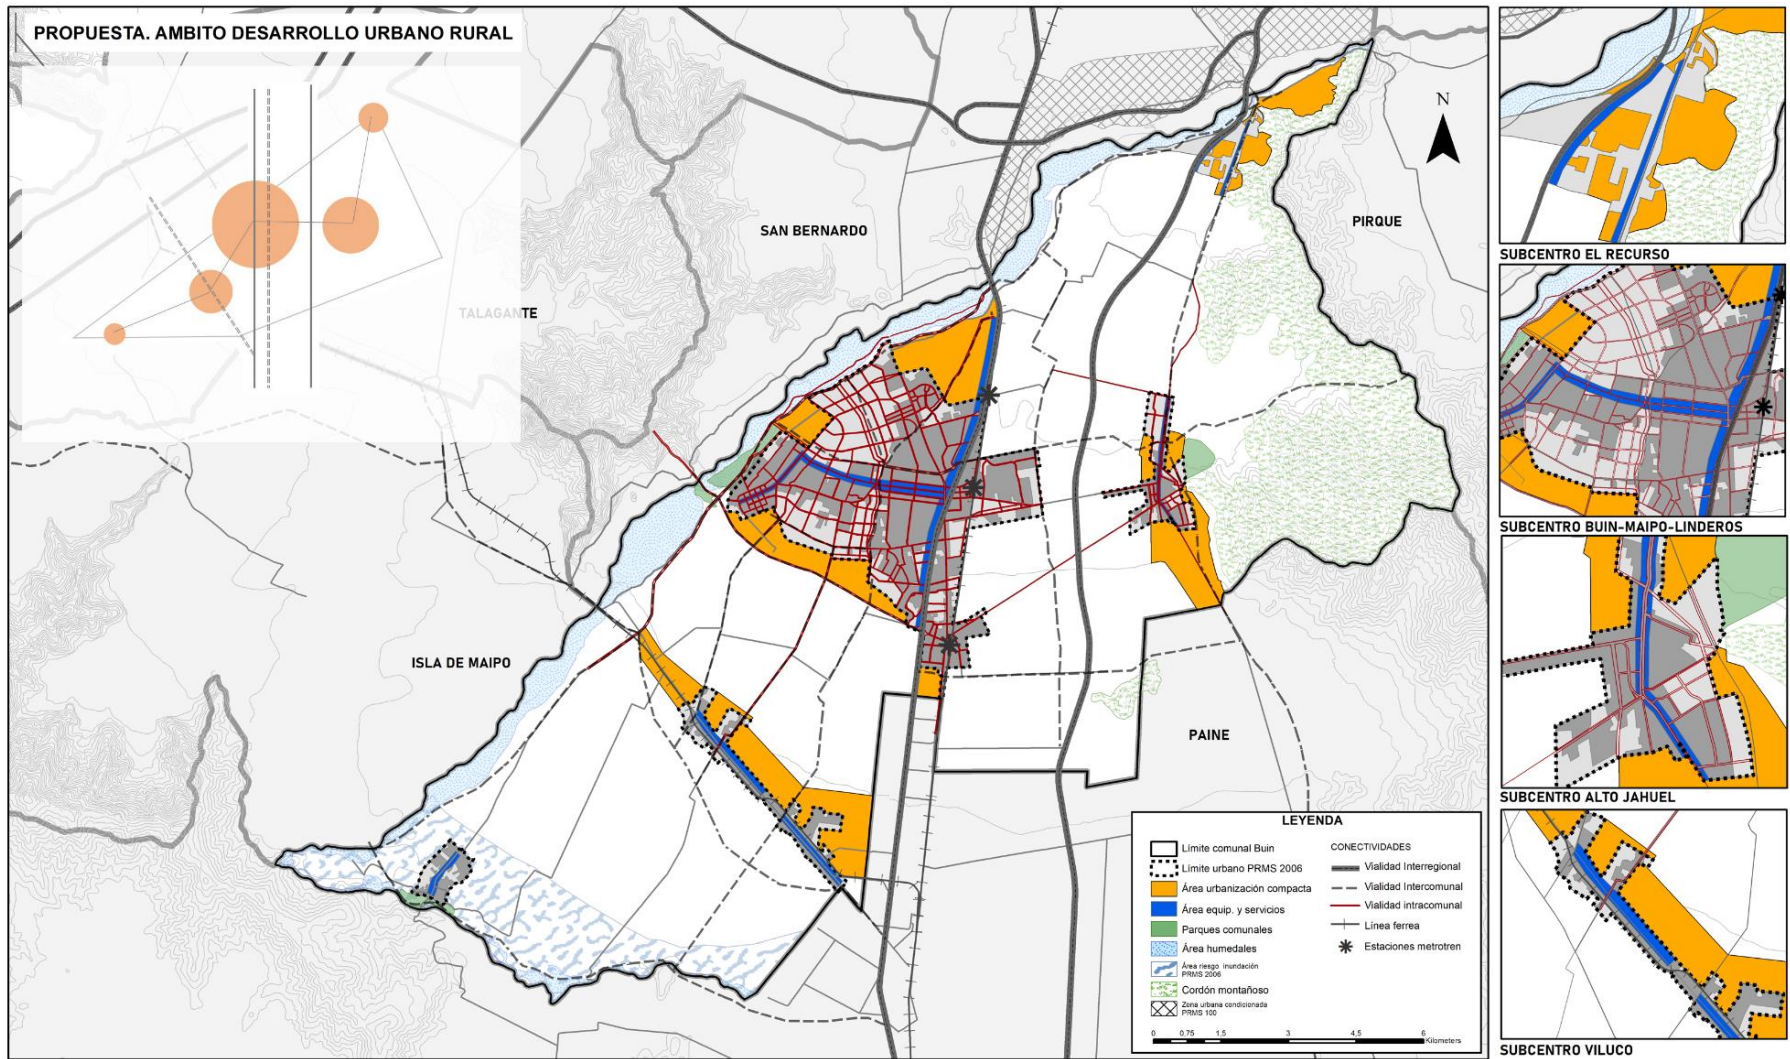 PROPUESTA. AMBITO DESARROLLO URBANO RURAL
N
SAN BERNARDO
PIRQUE
TALAGANTE
ISLA DE MAIPO
PAINE
LEYENDA
Límite comunal Buin
Límite urbano PRMS 2006
Área urbanización compacta
Área equip. y servicios
Parques comunales
Área humedales
Área riesgo inundación
PRMS 2006
Cordón montañoso
Zona urbana condicionada
PRMS 100
CONECTIVIDADES
Vialidad Interregional
Vialidad Intercomunal
Vialidad intracomunal
Línea ferrea
Estaciones metrotren
0 0,75 1,5 3 4,5 6
Kilometers
SUBCENTRO EL RECURSO
SUBCENTRO BUIN-MAIPO-LINDEROS
SUBCENTRO ALTO JAHUEL
SUBCENTRO VILUCO